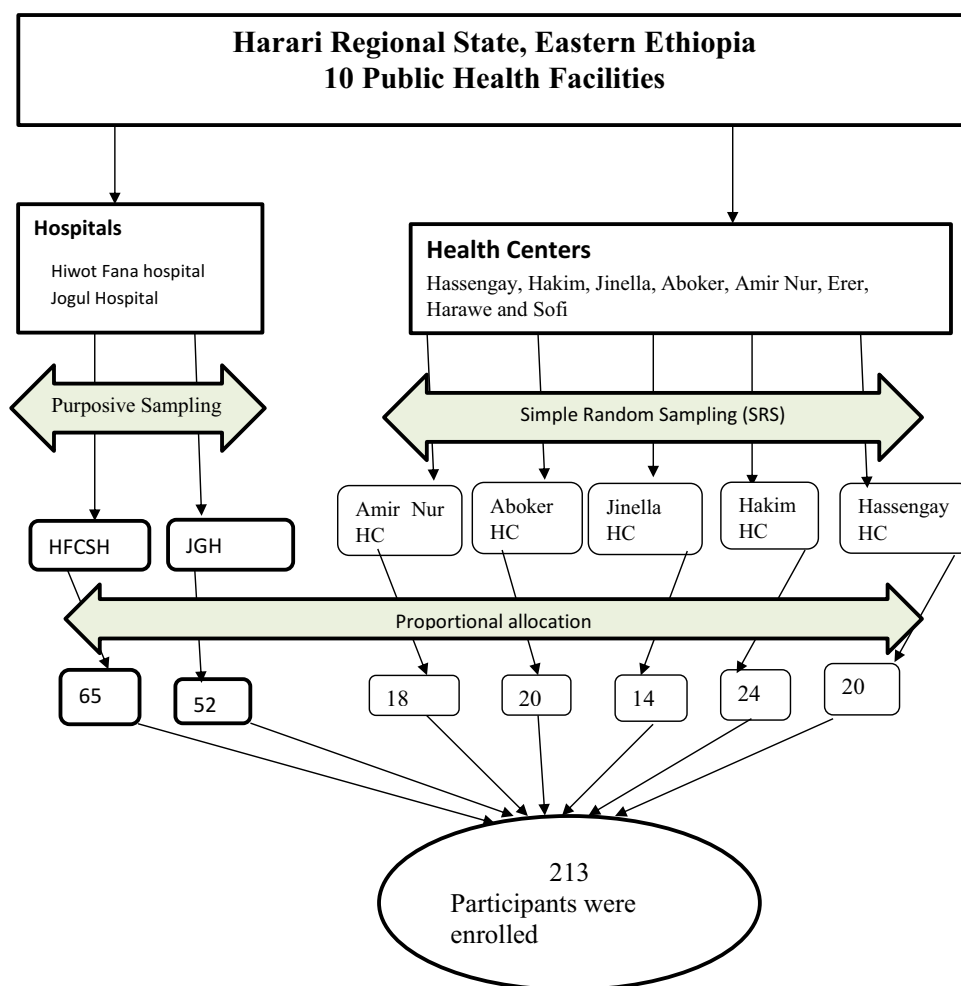 Harari Regional State, Eastern Ethiopia
10 Public Health Facilities
Hospitals
Hiwot Fana hospital
Jogul Hospital
Health Centers
Hassengay, Hakim, Jinella, Aboker, Amir Nur, Erer,
Harawe and Sofi
Purposive Sampling
Simple Random Sampling (SRS)
HFCSH
JGH
Amir Nur
HC
Aboker
HC
Jinella
HC
Hakim
HC
Hassengay
HC
Proportional allocation
65
52
18
20
14
24
20
213
Participants were
enrolled